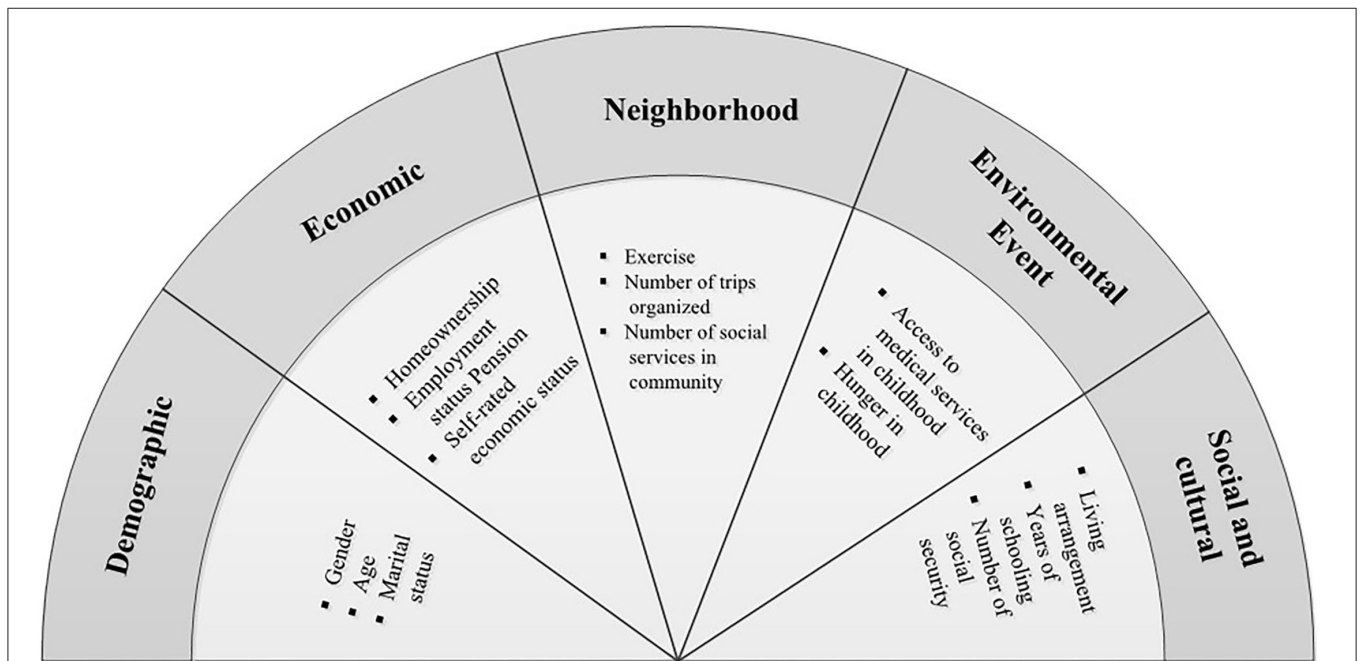 Demographic
▪ Gender
▪ Age
▪ Marital
status
Economic
▪ Homeownership
▪ Employment
status Pension
▪ Self-rated
economic status
Neighborhood
▪ Exercise
▪ Number of trips
organized
▪ Number of social
services in
community
Environmental
Event
▪ Access to
medical services
in childhood
▪ Hunger in
childhood
Social and
cultural
▪ Living
arrangement
▪ Years of
schooling
▪ Number of
social
security